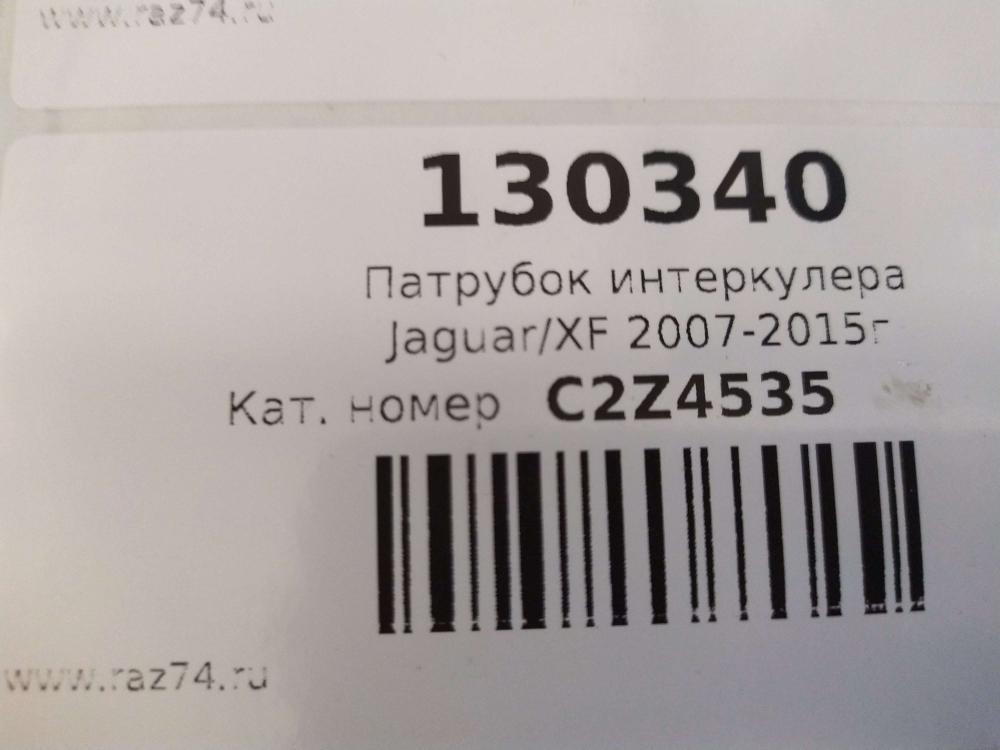 www.raz74.ru
130340
Патрубок интеркулера
Jaguar/XF 2007-2015г
Кат. номер C2Z4535
www.raz74.ru